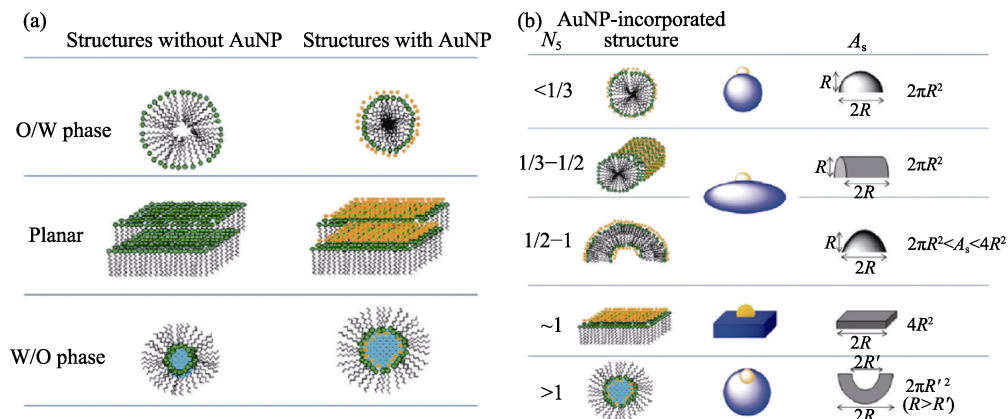 (a)
Structures without AuNP
Structures with AuNP
O/W phase
Planar
W/O phase
(b) AuNP-incorporated
N₅ structure Aₛ
<1/3
R
2R
2πR²
1/3−1/2
R
2R
2πR²
1/2−1
R
2R
2πR²<Aₛ<4R²
~1
2R
4R²
>1
2R′
2R
2πR′²
(R>R′)